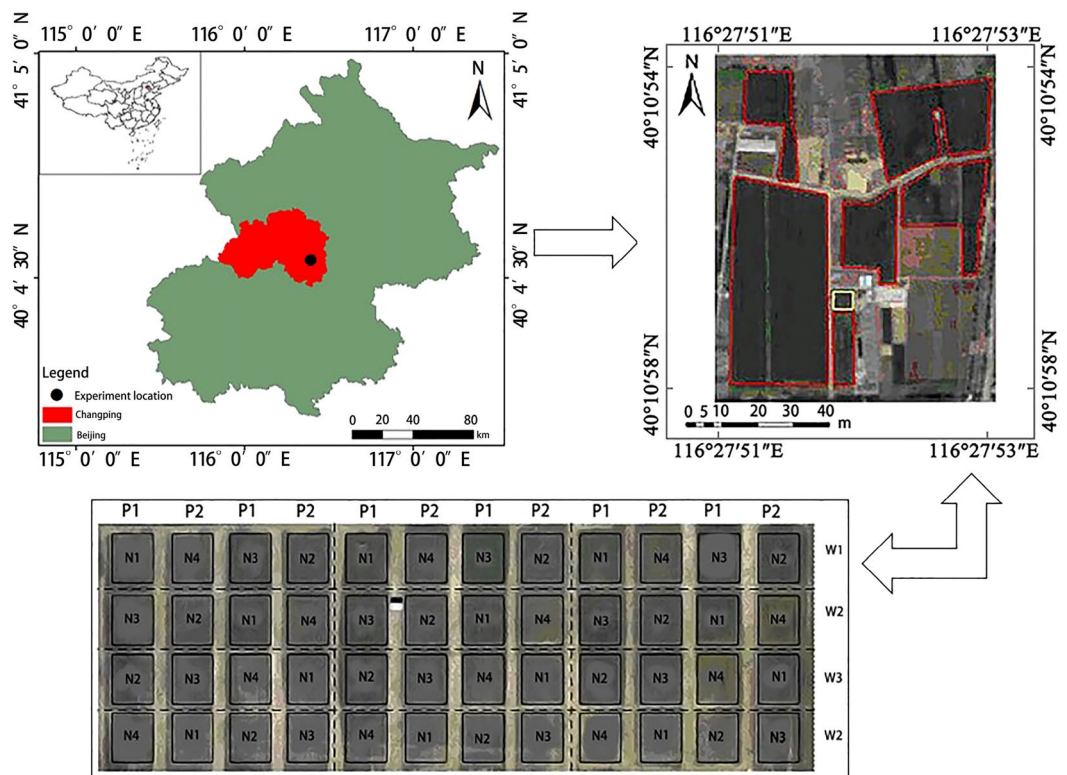 115° 0′ 0″ E 116° 0′ 0″ E 117° 0′ 0″ E
41° 5′ 0″ N
41° 5′ 0″ N
N
40° 4′ 30″ N
40° 4′ 30″ N
Legend
Experiment location
Changping
Beijing
0 20 40 80
km
115° 0′ 0″ E 116° 0′ 0″ E 117° 0′ 0″ E
116°27′51″E 116°27′53″E
40°10′54″N
40°10′54″N
N
40°10′58″N
40°10′58″N
0 5 10 20 30 40 m
116°27′51″E 116°27′53″E
P1 P2 P1 P2 P1 P2 P1 P2 P1 P2 P1 P2
N1 N4 N3 N2 N1 N4 N3 N2 N1 N4 N3 N2 W1
N3 N2 N1 N4 N3 N2 N1 N4 N3 N2 N1 N4 W2
N2 N3 N4 N1 N2 N3 N4 N1 N2 N3 N4 N1 W3
N4 N1 N2 N3 N4 N1 N2 N3 N4 N1 N2 N3 W2